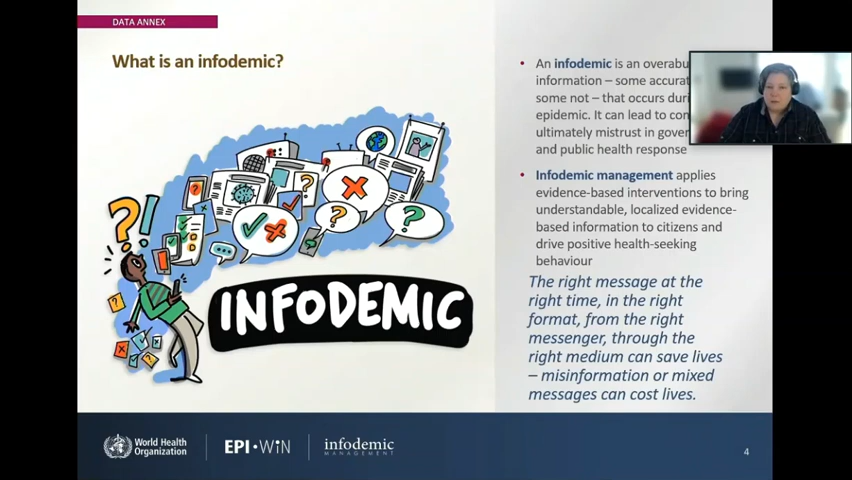 DATA ANNEX
What is an infodemic?
INFODEMIC
• An infodemic is an
information – some accurat
some not – that occurs
epidemic. It can lead to
ultimately mistrust in
and public health response
• Infodemic management applies
evidence-based interventions to bring
understandable, localized evidence-
based information to citizens and
drive positive health-seeking
behaviour
The right message at the
right time, in the right
format, from the right
messenger, through the
right medium can save lives
– misinformation or mixed
messages can cost lives.
World Health
Organization
EPI•WiN
infodemic
MANAGEMENT
4